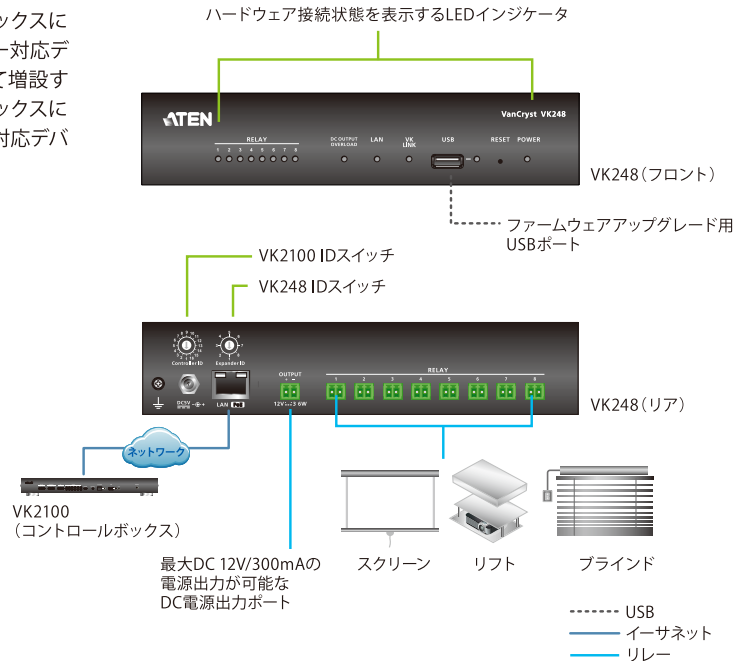 ックスに
ー対応デ
て増設す
ックスに
対応デバ
ハードウェア接続状態を表示するLEDインジケータ
ATEN
VanCryst VK248
RELAY
1 2 3 4 5 6 7 8
DC OUTPUT
OVERLOAD
LAN
VK
LINK
USB
RESET
POWER
VK248（フロント）
ファームウェアアップグレード用
USBポート
VK2100 IDスイッチ
VK248 IDスイッチ
Controller ID
Expander ID
DC5V
LAN
OUTPUT
RELAY
1 2 3 4 5 6 7 8
VK248（リア）
ネットワーク
VK2100
（コントロールボックス）
最大DC 12V/300mAの
電源出力が可能な
DC電源出力ポート
スクリーン
リフト
ブラインド
USB
イーサネット
リレー